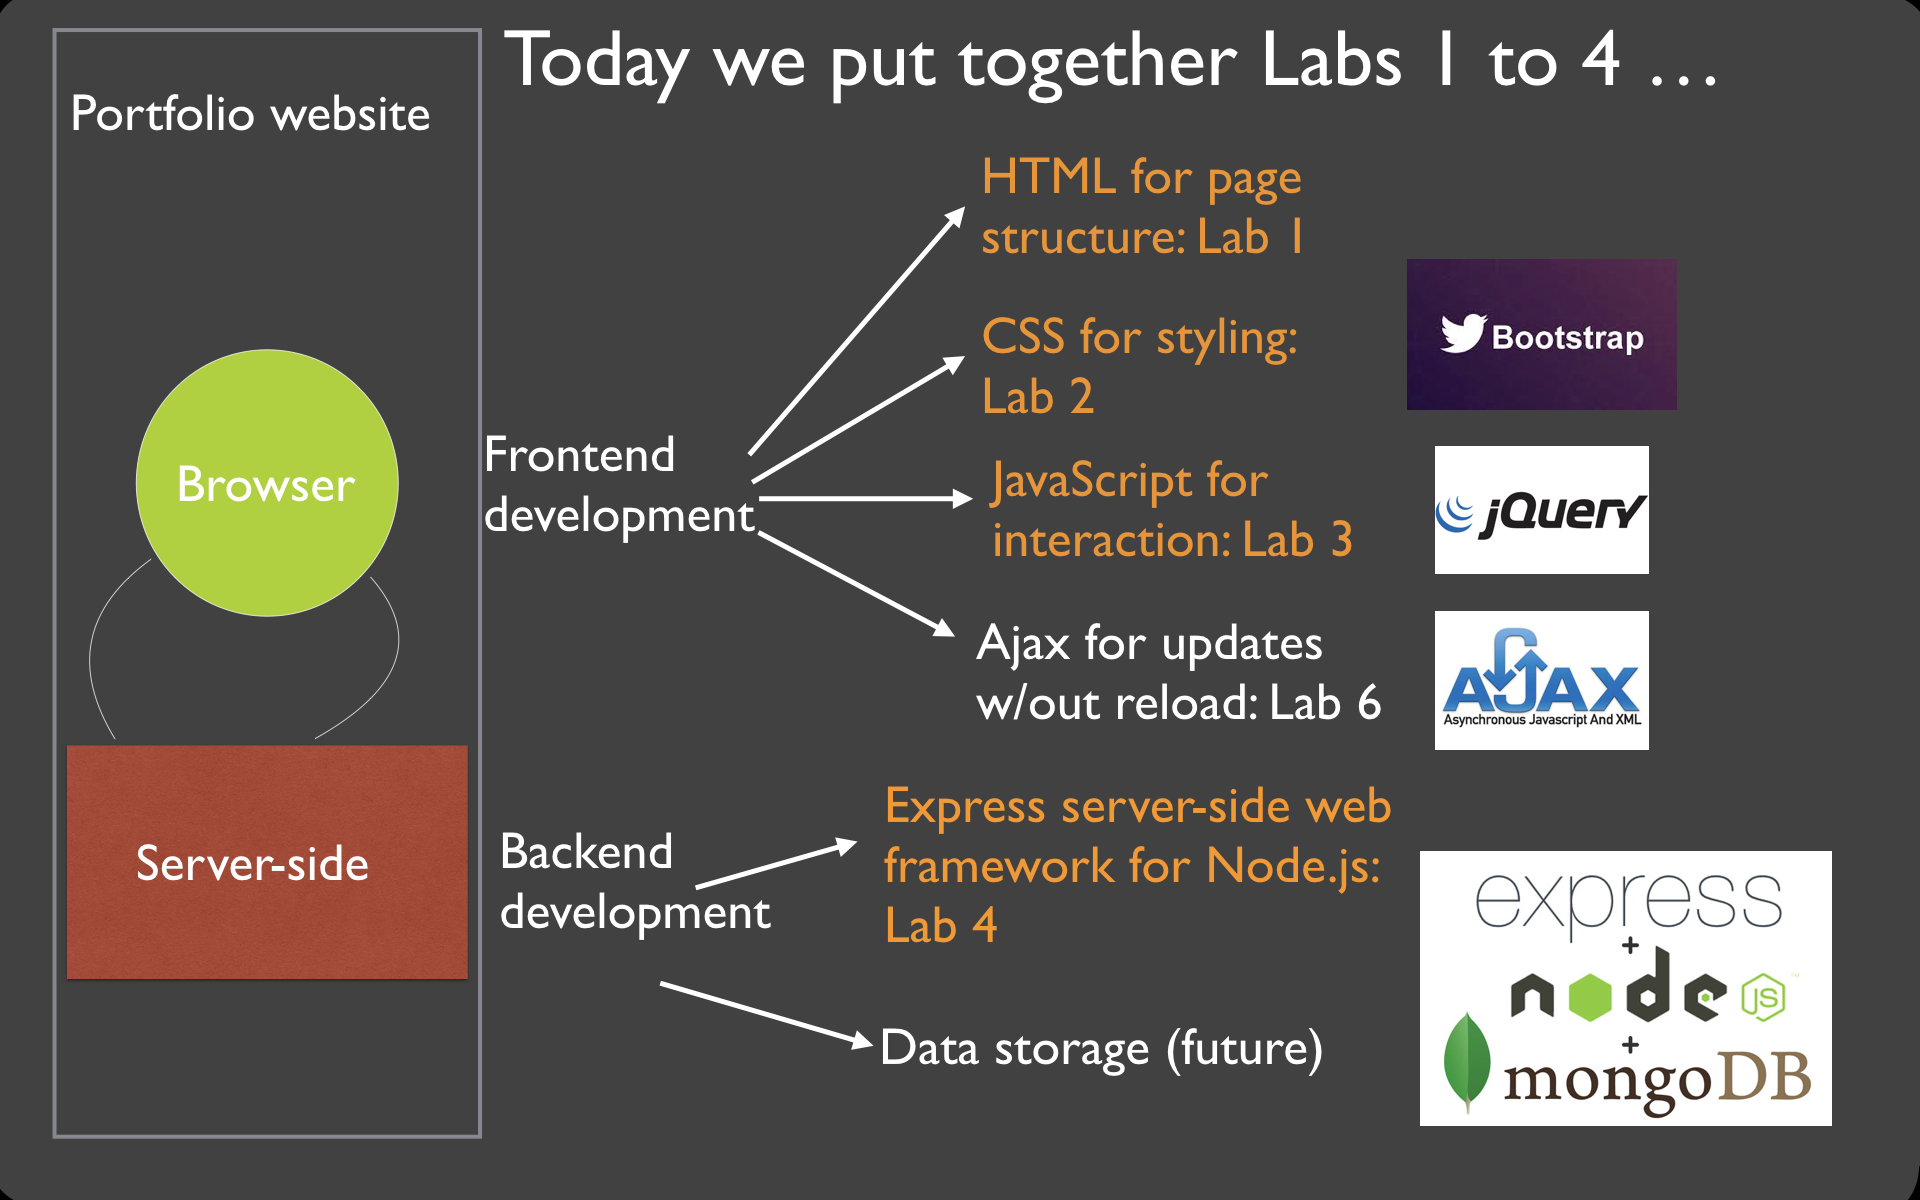 Today we put together Labs 1 to 4 ...
Portfolio website
Browser
Server-side
Frontend
development
HTML for page
structure: Lab 1
CSS for styling:
Lab 2
Bootstrap
JavaScript for
interaction: Lab 3
jQuery
Ajax for updates
w/out reload: Lab 6
AJAX
Asynchronous Javascript And XML
Backend
development
Express server-side web
framework for Node.js:
Lab 4
Data storage (future)
express
+
node JS ™
+
mongoDB